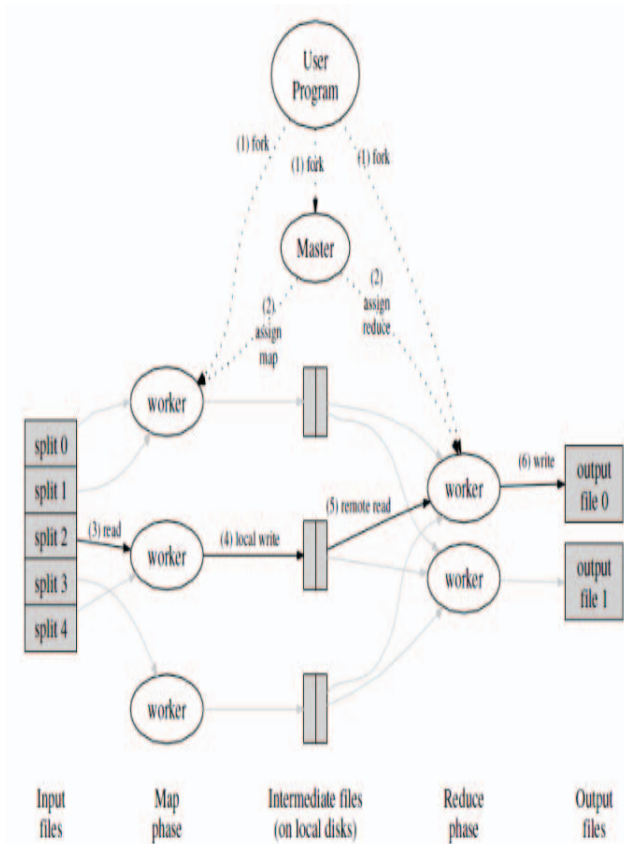 User
Program
(1) fork
(1) fork
(1) fork
Master
(2)
assign
map
(2)
assign
reduce
worker
split 0
split 1
split 2
split 3
split 4
(3) read
worker
(4) local write
(5) remote read
worker
(6) write
output
file 0
worker
output
file 1
worker
Input
files
Map
phase
Intermediate files
(on local disks)
Reduce
phase
Output
files